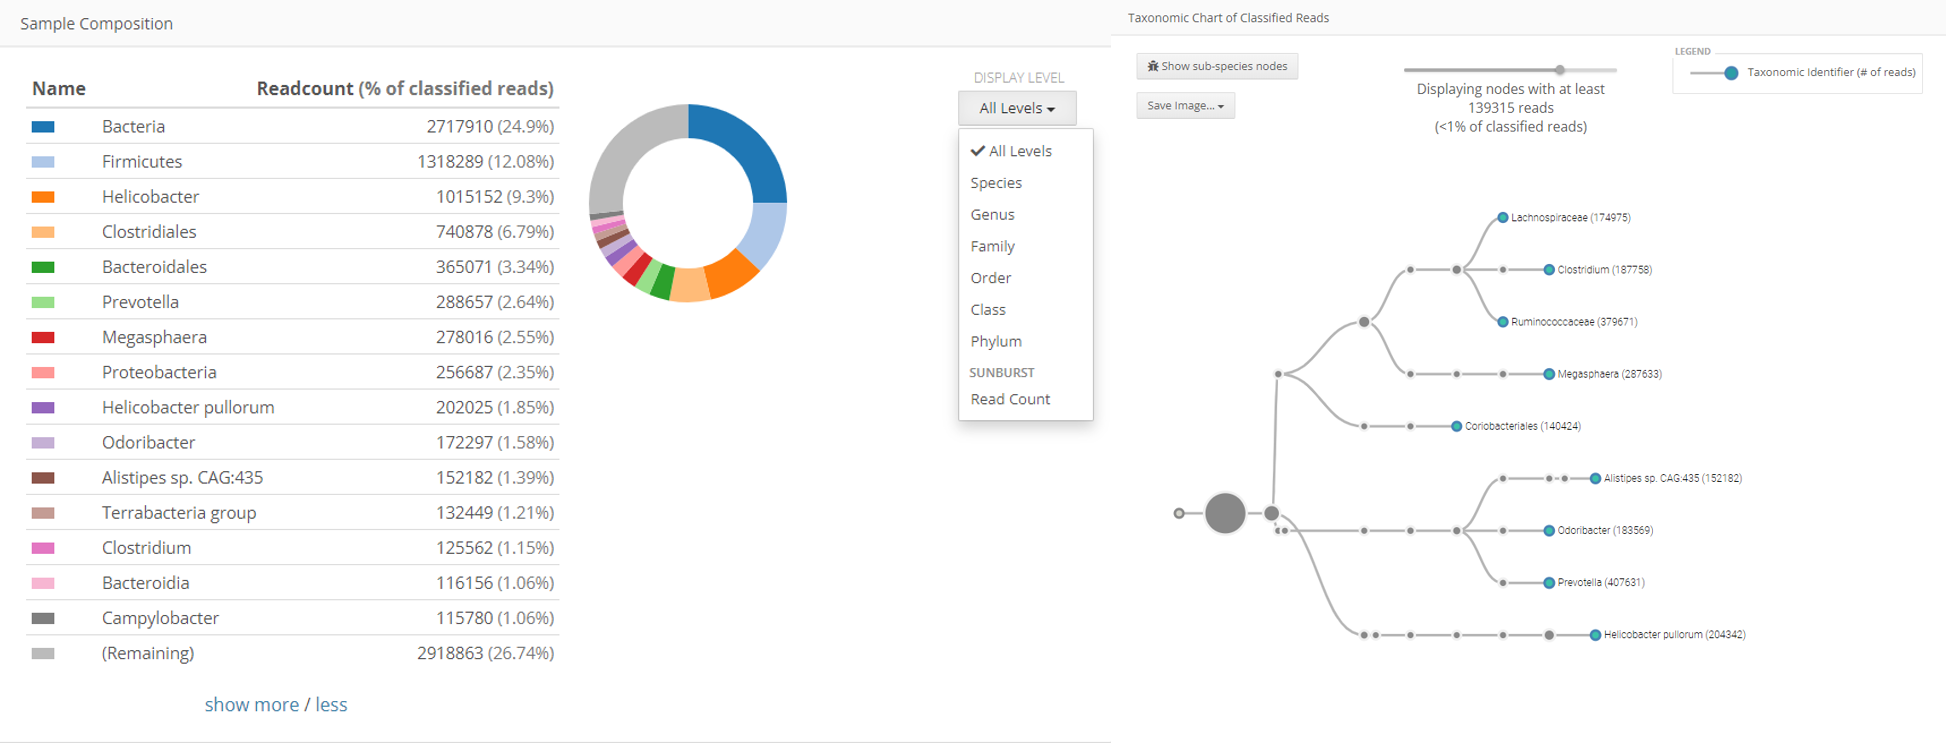 Sample Composition
Name Readcount (% of classified reads)
Bacteria 2717910 (24.9%)
Firmicutes 1318289 (12.08%)
Helicobacter 1015152 (9.3%)
Clostridiales 740878 (6.79%)
Bacteroidales 365071 (3.34%)
Prevotella 288657 (2.64%)
Megasphaera 278016 (2.55%)
Proteobacteria 256687 (2.35%)
Helicobacter pullorum 202025 (1.85%)
Odoribacter 172297 (1.58%)
Alistipes sp. CAG:435 152182 (1.39%)
Terrabacteria group 132449 (1.21%)
Clostridium 125562 (1.15%)
Bacteroidia 116156 (1.06%)
Campylobacter 115780 (1.06%)
(Remaining) 2918863 (26.74%)
show more / less
DISPLAY LEVEL
All Levels
All Levels
Species
Genus
Family
Order
Class
Phylum
SUNBURST
Read Count
Taxonomic Chart of Classified Reads
Show sub-species nodes
Save Image...
Displaying nodes with at least
139315 reads
(<1% of classified reads)
LEGEND
Taxonomic Identifier (# of reads)
Lachnospiraceae (174975)
Clostridium (187758)
Ruminococcaceae (379671)
Megasphaera (287633)
Coriobacteriales (140424)
Alistipes sp. CAG:435 (152182)
Odoribacter (183569)
Prevotella (407631)
Helicobacter pullorum (204342)